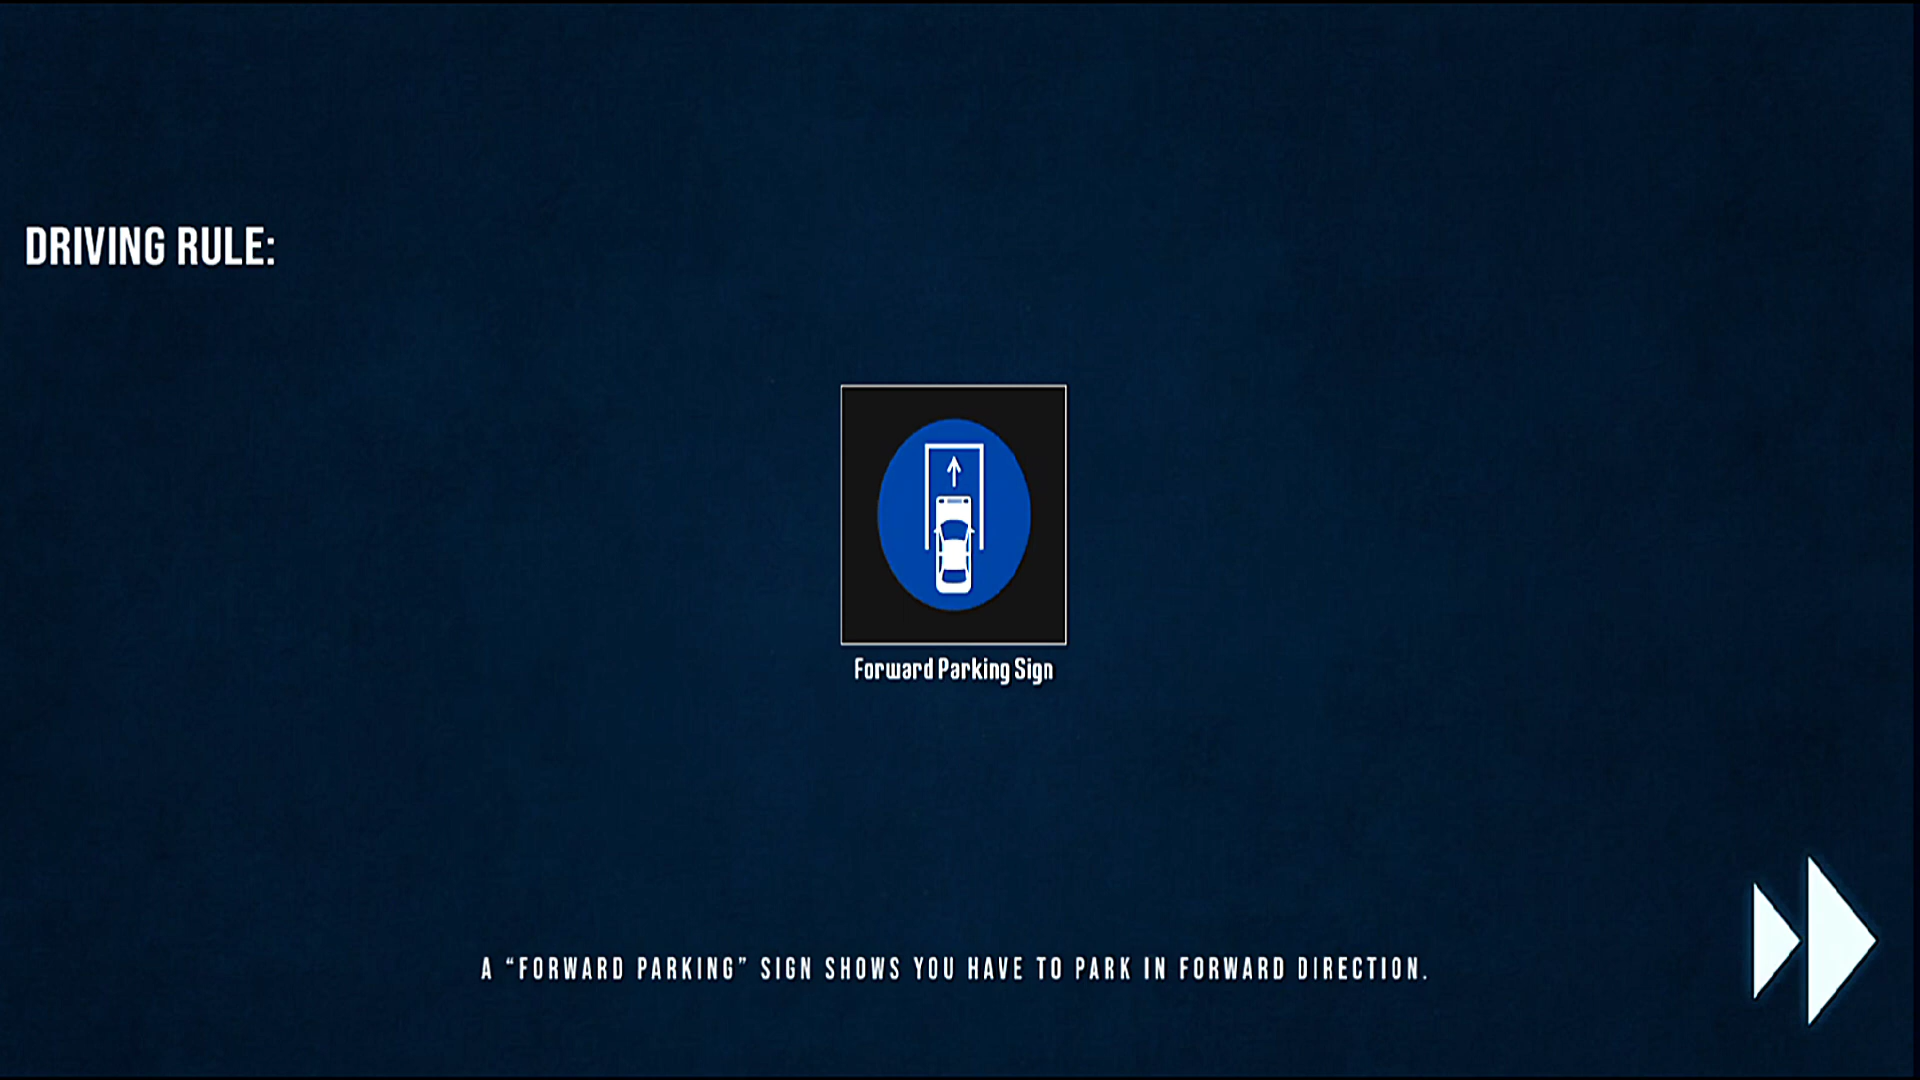 DRIVING RULE:
Forward Parking Sign
A “FORWARD PARKING” SIGN SHOWS YOU HAVE TO PARK IN FORWARD DIRECTION.